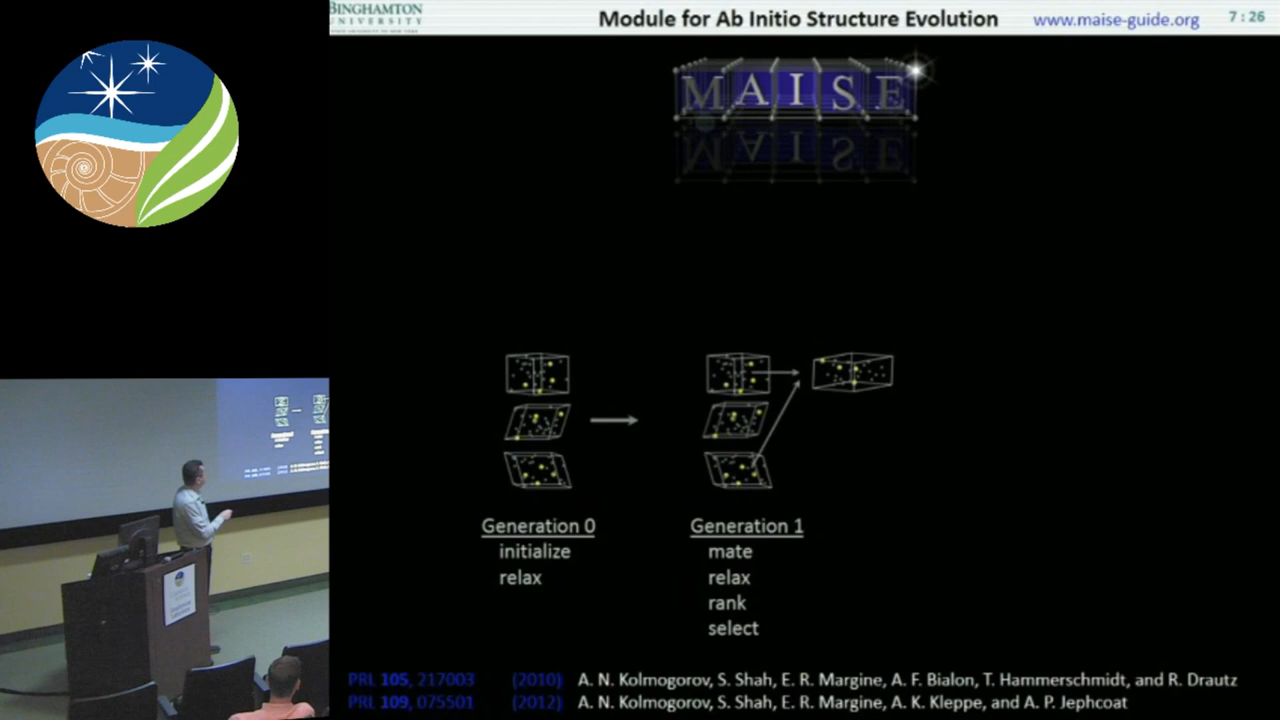 BINGHAMTON
UNIVERSITY
Module for Ab Initio Structure Evolution
www.maise-guide.org
7 : 26
MAISE
Generation 0
initialize
relax
Generation 1
mate
relax
rank
select
PRL 105, 217003 (2010) A. N. Kolmogorov, S. Shah, E. R. Margine, A. F. Bialon, T. Hammerschmidt, and R. Drautz
PRL 109, 075501 (2012) A. N. Kolmogorov, S. Shah, E. R. Margine, A. K. Kleppe, and A. P. Jephcoat